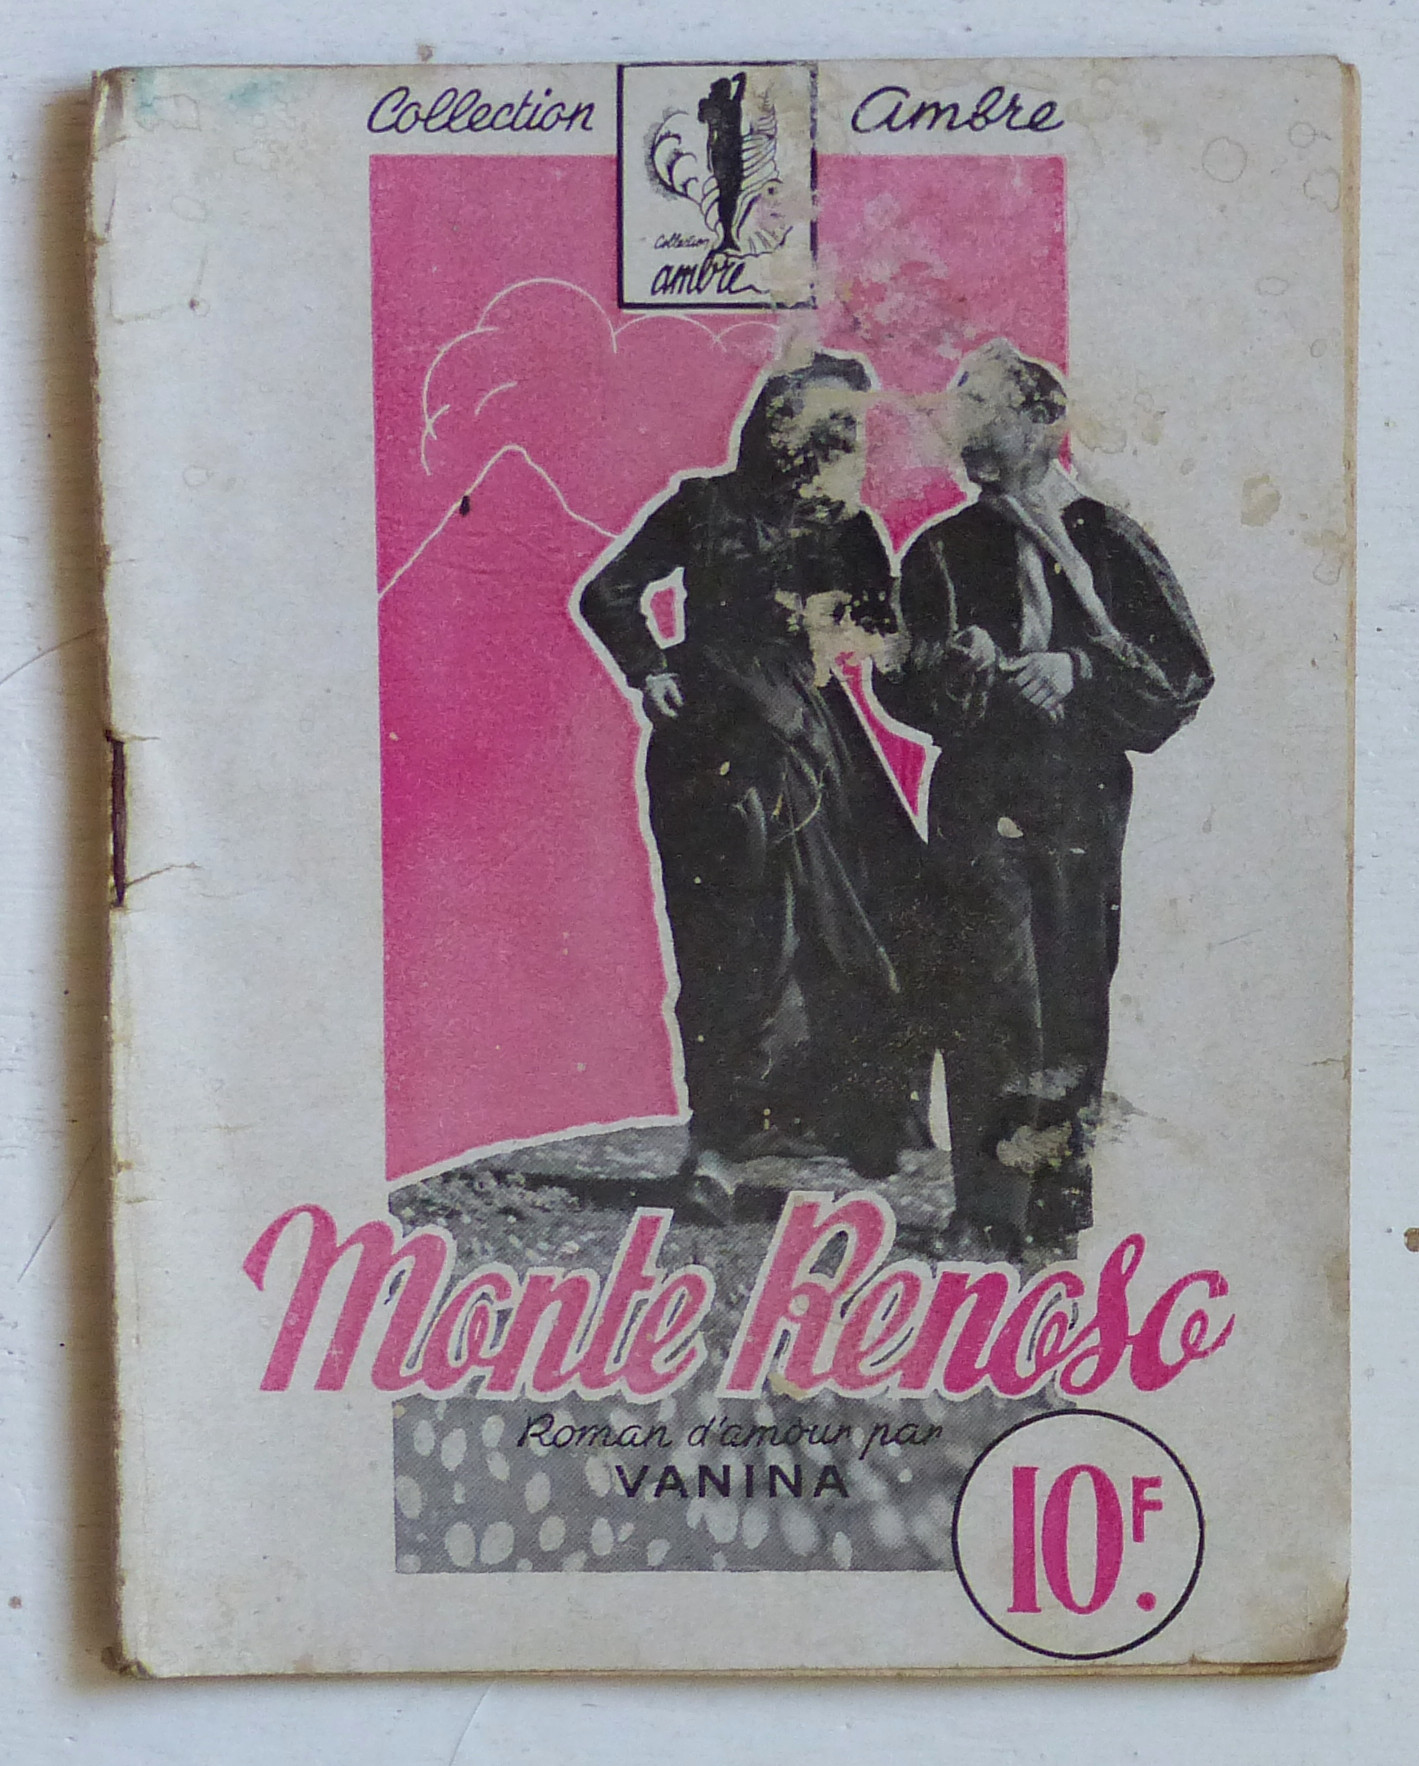 Collection Ambre
Collection
ambre
Monte Renoso
Roman d'amour par
VANINA
10F.